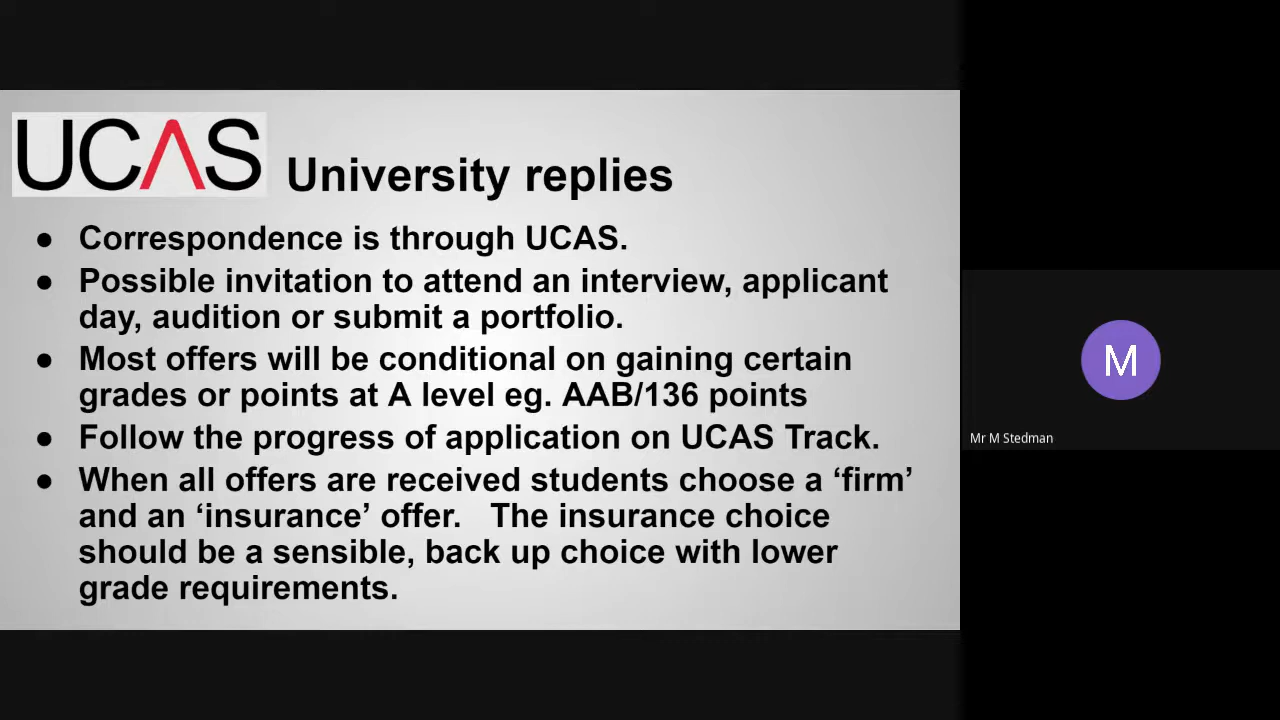 UCAS University replies
● Correspondence is through UCAS.
● Possible invitation to attend an interview, applicant
day, audition or submit a portfolio.
● Most offers will be conditional on gaining certain
grades or points at A level eg. AAB/136 points
● Follow the progress of application on UCAS Track.
● When all offers are received students choose a ‘firm’
and an ‘insurance’ offer. The insurance choice
should be a sensible, back up choice with lower
grade requirements.
M
Mr M Stedman